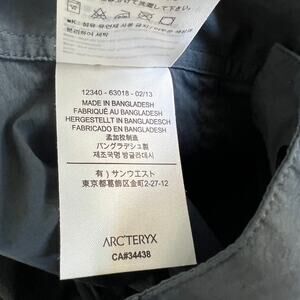 12340 - 63018 - 02/13
MADE IN BANGLADESH
FABRIQUÉ AU BANGLADESH
HERGESTELLT IN BANGLADESCH
FABRICADO EN BANGLADESH
孟加拉制造
バングラデシュ製
제조국명 방글라데시
有）サンウエスト
東京都葛飾区金町2-27-12
ARC'TERYX
CA#34438